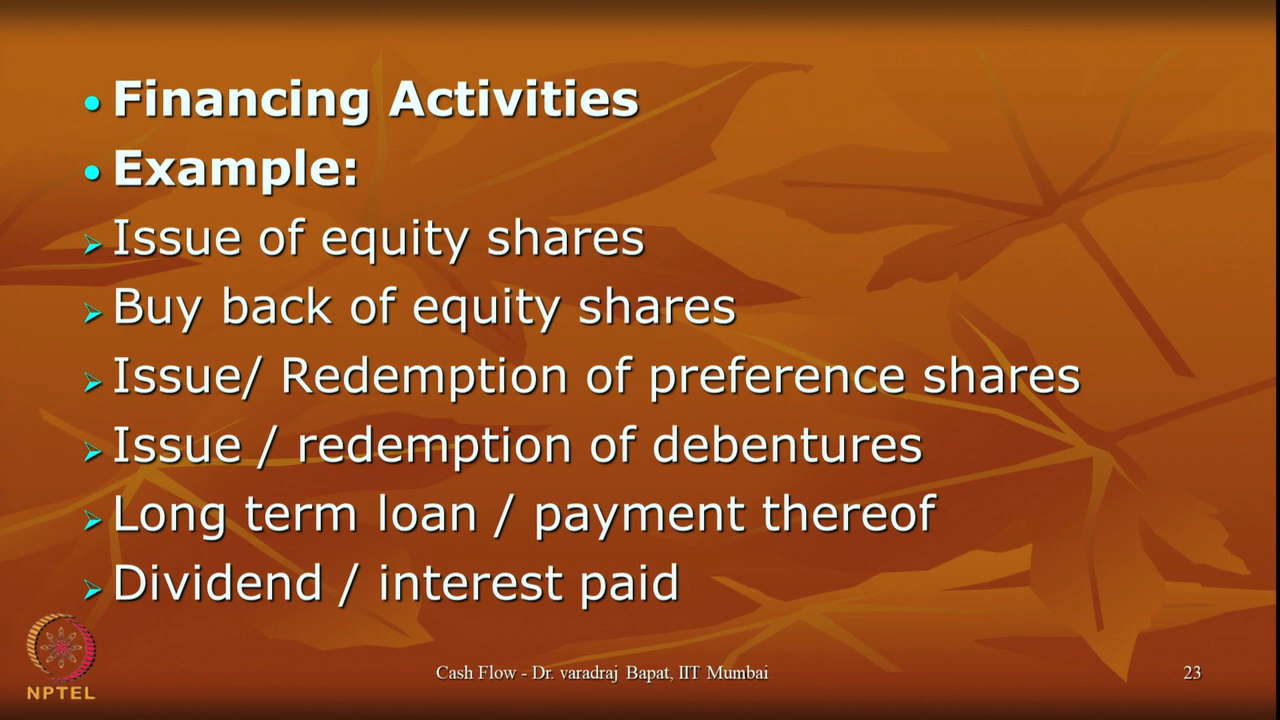 Financing Activities
Example:
Issue of equity shares
Buy back of equity shares
Issue/ Redemption of preference shares
Issue / redemption of debentures
Long term loan / payment thereof
Dividend / interest paid
NPTEL
Cash Flow - Dr. varadraj Bapat, IIT Mumbai
23